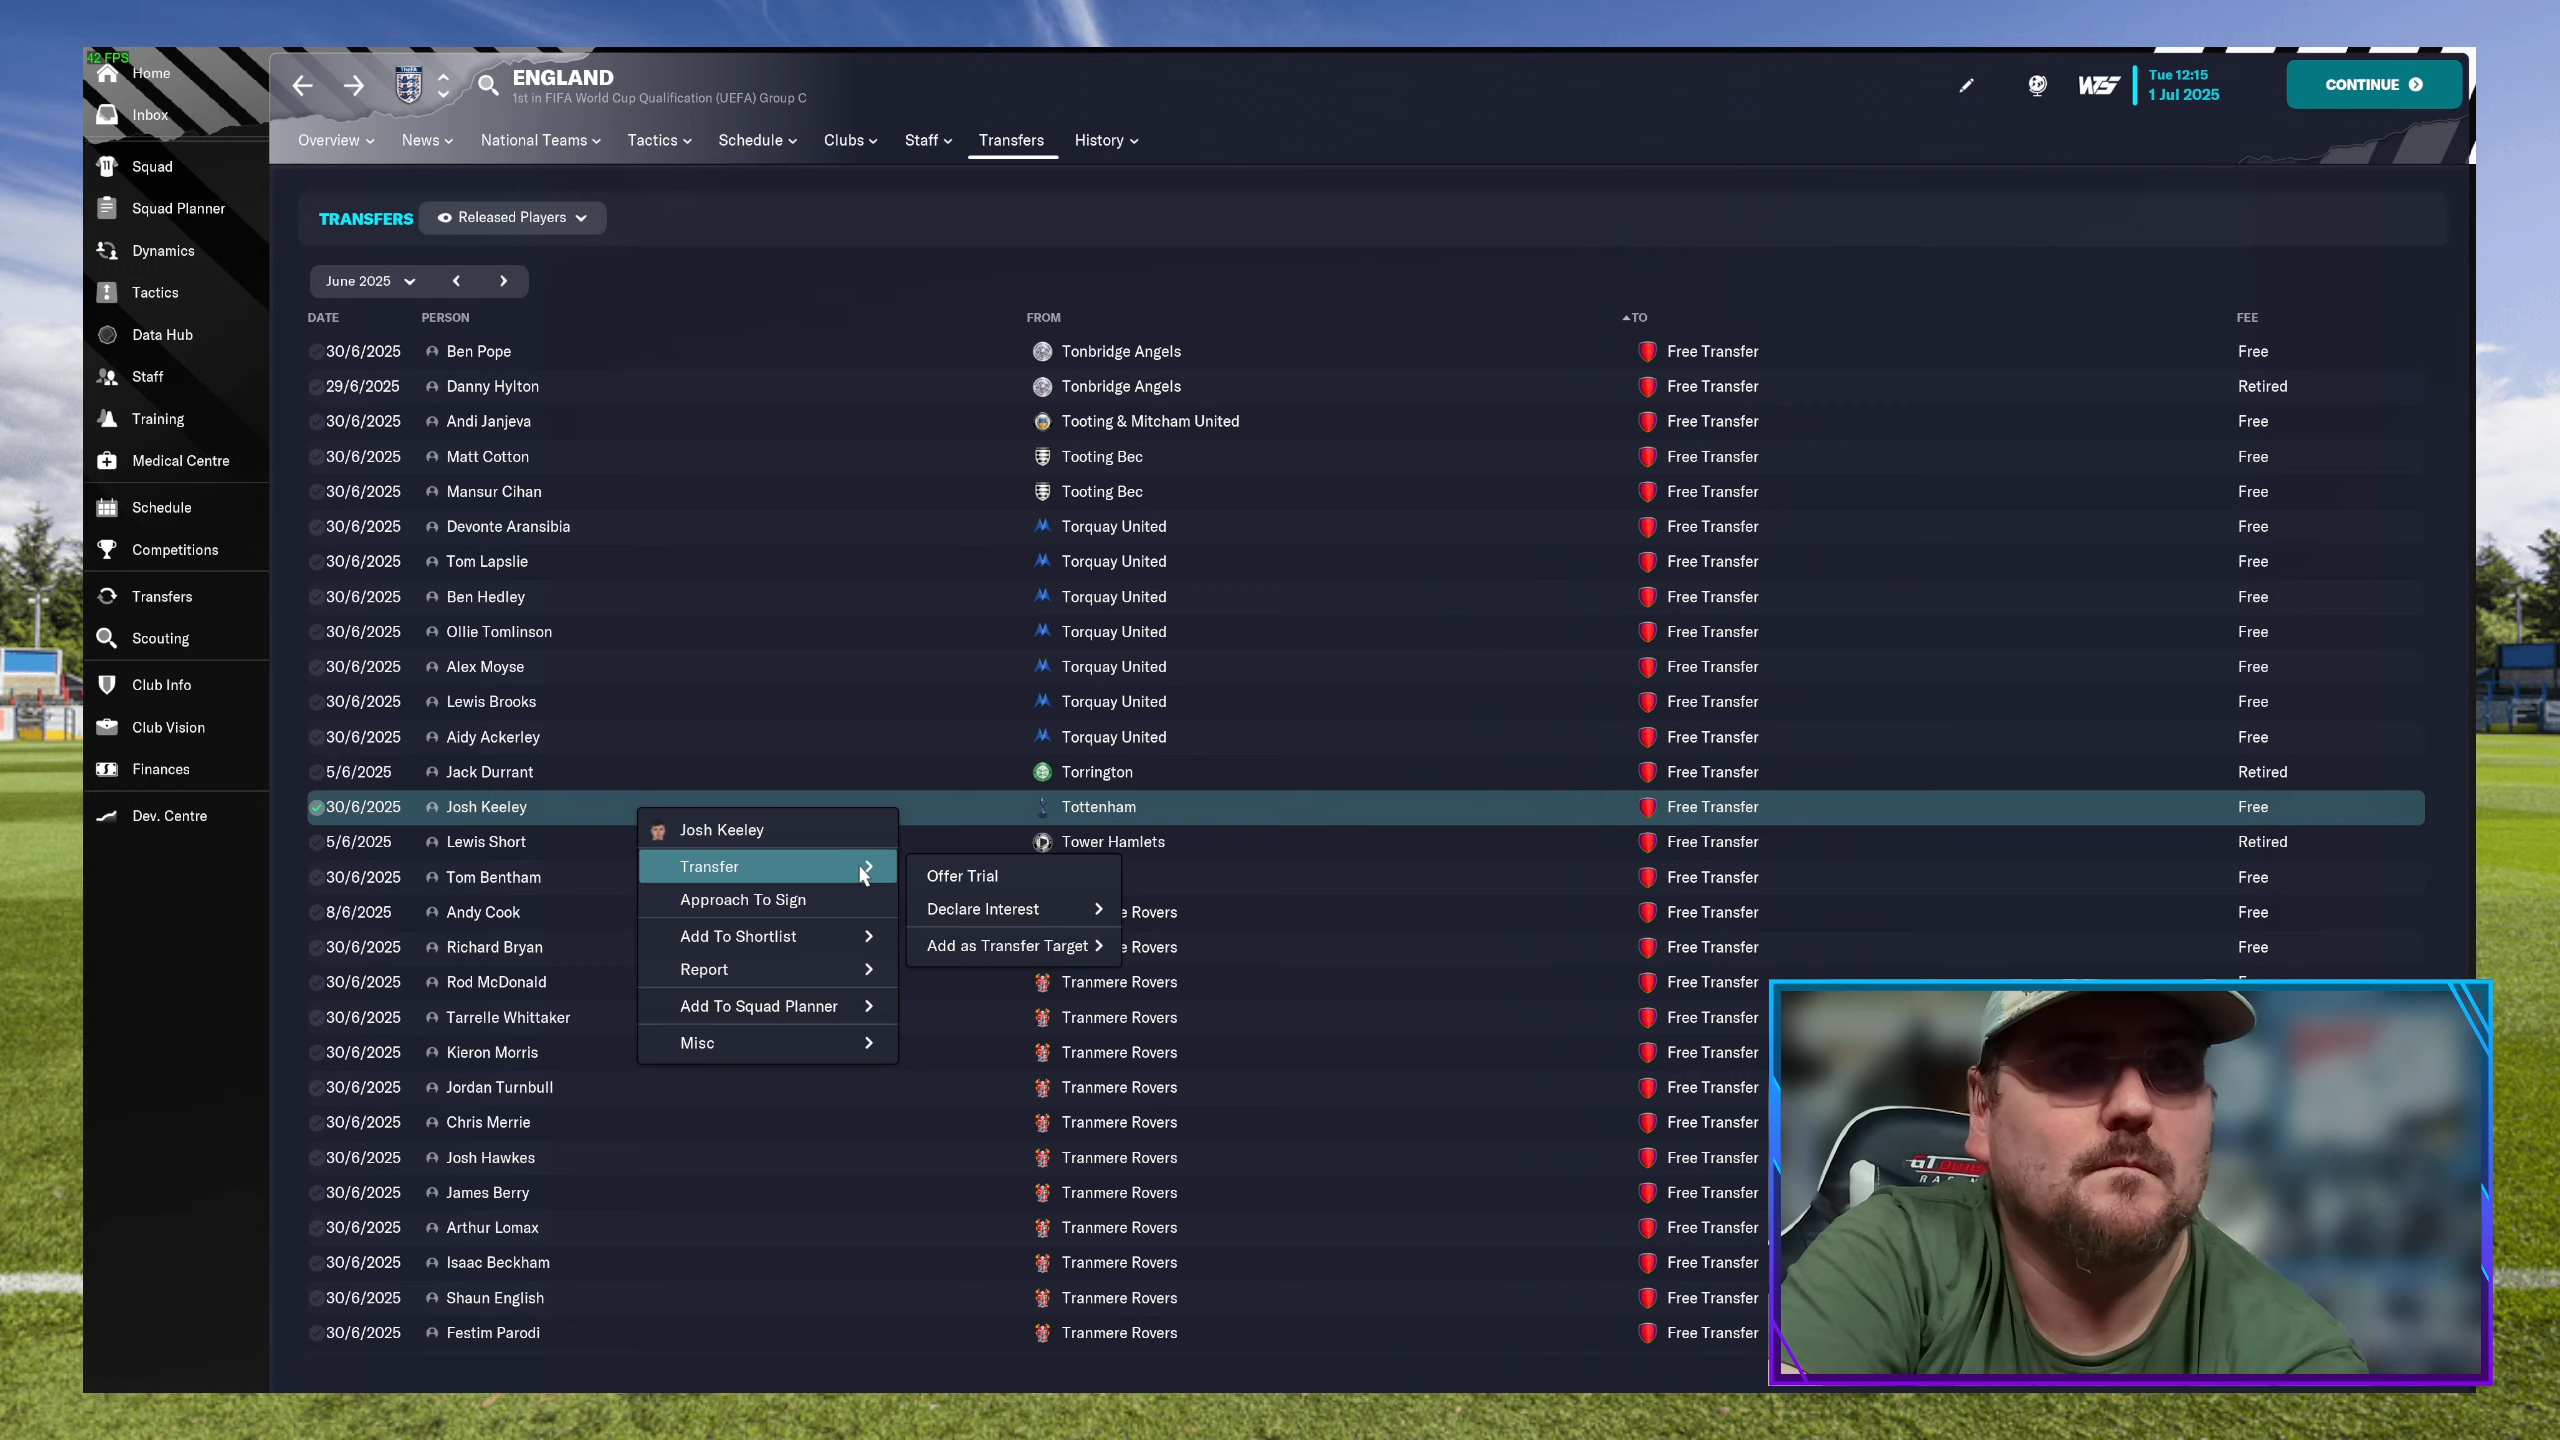 42 FPS
Home
Inbox
Squad
Squad Planner
Dynamics
Tactics
Data Hub
Staff
Training
Medical Centre
Schedule
Competitions
Transfers
Scouting
Club Info
Club Vision
Finances
Dev. Centre
ENGLAND
1st in FIFA World Cup Qualification (UEFA) Group C
Tue 12:15
1 Jul 2025
CONTINUE
Overview News National Teams Tactics Schedule Clubs Staff Transfers History
TRANSFERS Released Players
June 2025
DATE PERSON FROM TO FEE
30/6/2025 Ben Pope Tonbridge Angels Free Transfer Free
29/6/2025 Danny Hylton Tonbridge Angels Free Transfer Retired
30/6/2025 Andi Janjeva Tooting & Mitcham United Free Transfer Free
30/6/2025 Matt Cotton Tooting Bec Free Transfer Free
30/6/2025 Mansur Cihan Tooting Bec Free Transfer Free
30/6/2025 Devonte Aransibia Torquay United Free Transfer Free
30/6/2025 Tom Lapslie Torquay United Free Transfer Free
30/6/2025 Ben Hedley Torquay United Free Transfer Free
30/6/2025 Ollie Tomlinson Torquay United Free Transfer Free
30/6/2025 Alex Moyse Torquay United Free Transfer Free
30/6/2025 Lewis Brooks Torquay United Free Transfer Free
30/6/2025 Aidy Ackerley Torquay United Free Transfer Free
5/6/2025 Jack Durrant Torrington Free Transfer Retired
30/6/2025 Josh Keeley Tottenham Free Transfer Free
5/6/2025 Lewis Short Tower Hamlets Free Transfer Retired
30/6/2025 Tom Bentham Free Transfer Free
8/6/2025 Andy Cook e Rovers Free Transfer Free
30/6/2025 Richard Bryan e Rovers Free Transfer Free
30/6/2025 Rod McDonald Tranmere Rovers Free Transfer
30/6/2025 Tarrelle Whittaker Tranmere Rovers Free Transfer
30/6/2025 Kieron Morris Tranmere Rovers Free Transfer
30/6/2025 Jordan Turnbull Tranmere Rovers Free Transfer
30/6/2025 Chris Merrie Tranmere Rovers Free Transfer
30/6/2025 Josh Hawkes Tranmere Rovers Free Transfer
30/6/2025 James Berry Tranmere Rovers Free Transfer
30/6/2025 Arthur Lomax Tranmere Rovers Free Transfer
30/6/2025 Isaac Beckham Tranmere Rovers Free Transfer
30/6/2025 Shaun English Tranmere Rovers Free Transfer
30/6/2025 Festim Parodi Tranmere Rovers Free Transfer
Josh Keeley
Transfer
Approach To Sign
Add To Shortlist
Report
Add To Squad Planner
Misc
Offer Trial
Declare Interest
Add as Transfer Target